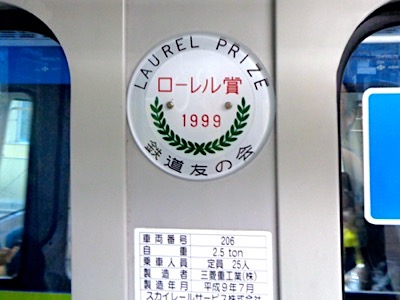 LAUREL PRIZE
ローレル賞
1999
鉄道友の会
車両番号 206
自重 2.5 ton
乗車人員 定員 25人
製造者 三菱重工業(株)
製造年月 平成9年7月
スカイレールサービス株式会社